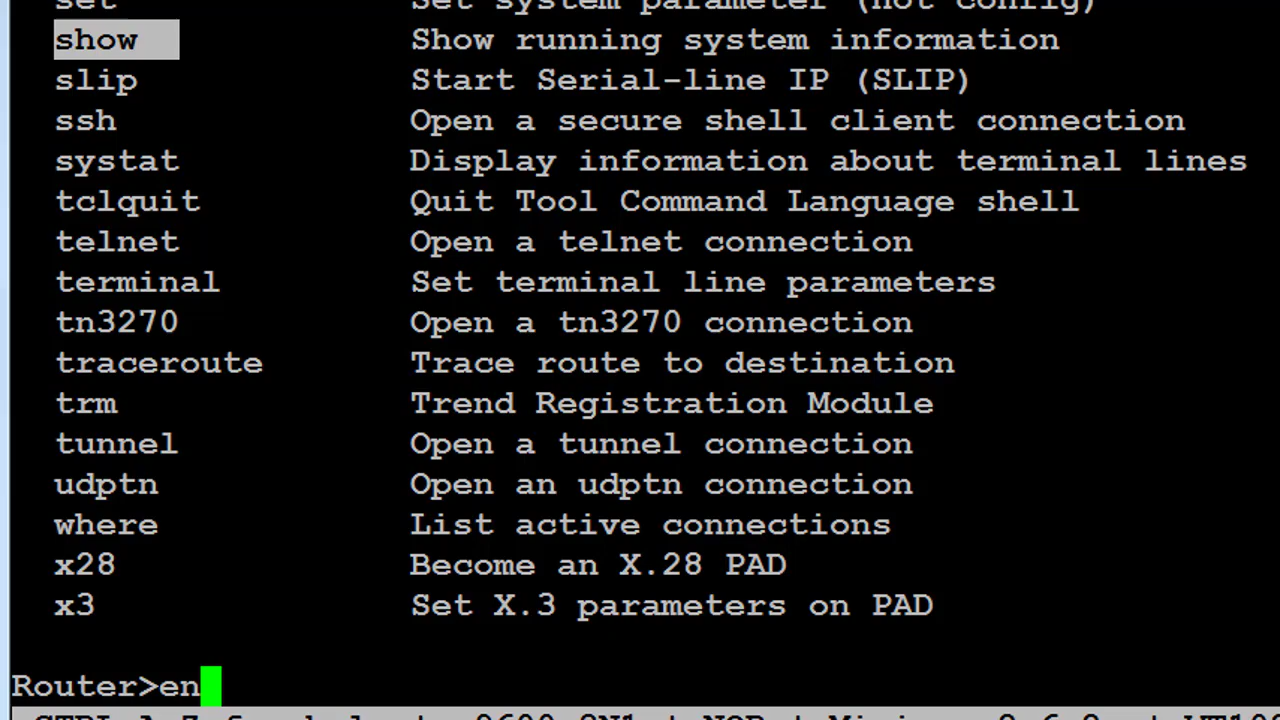 set Set system parameter (not config)
show Show running system information
slip Start Serial-line IP (SLIP)
ssh Open a secure shell client connection
systat Display information about terminal lines
tclquit Quit Tool Command Language shell
telnet Open a telnet connection
terminal Set terminal line parameters
tn3270 Open a tn3270 connection
traceroute Trace route to destination
trm Trend Registration Module
tunnel Open a tunnel connection
udptn Open an udptn connection
where List active connections
x28 Become an X.28 PAD
x3 Set X.3 parameters on PAD
Router>en